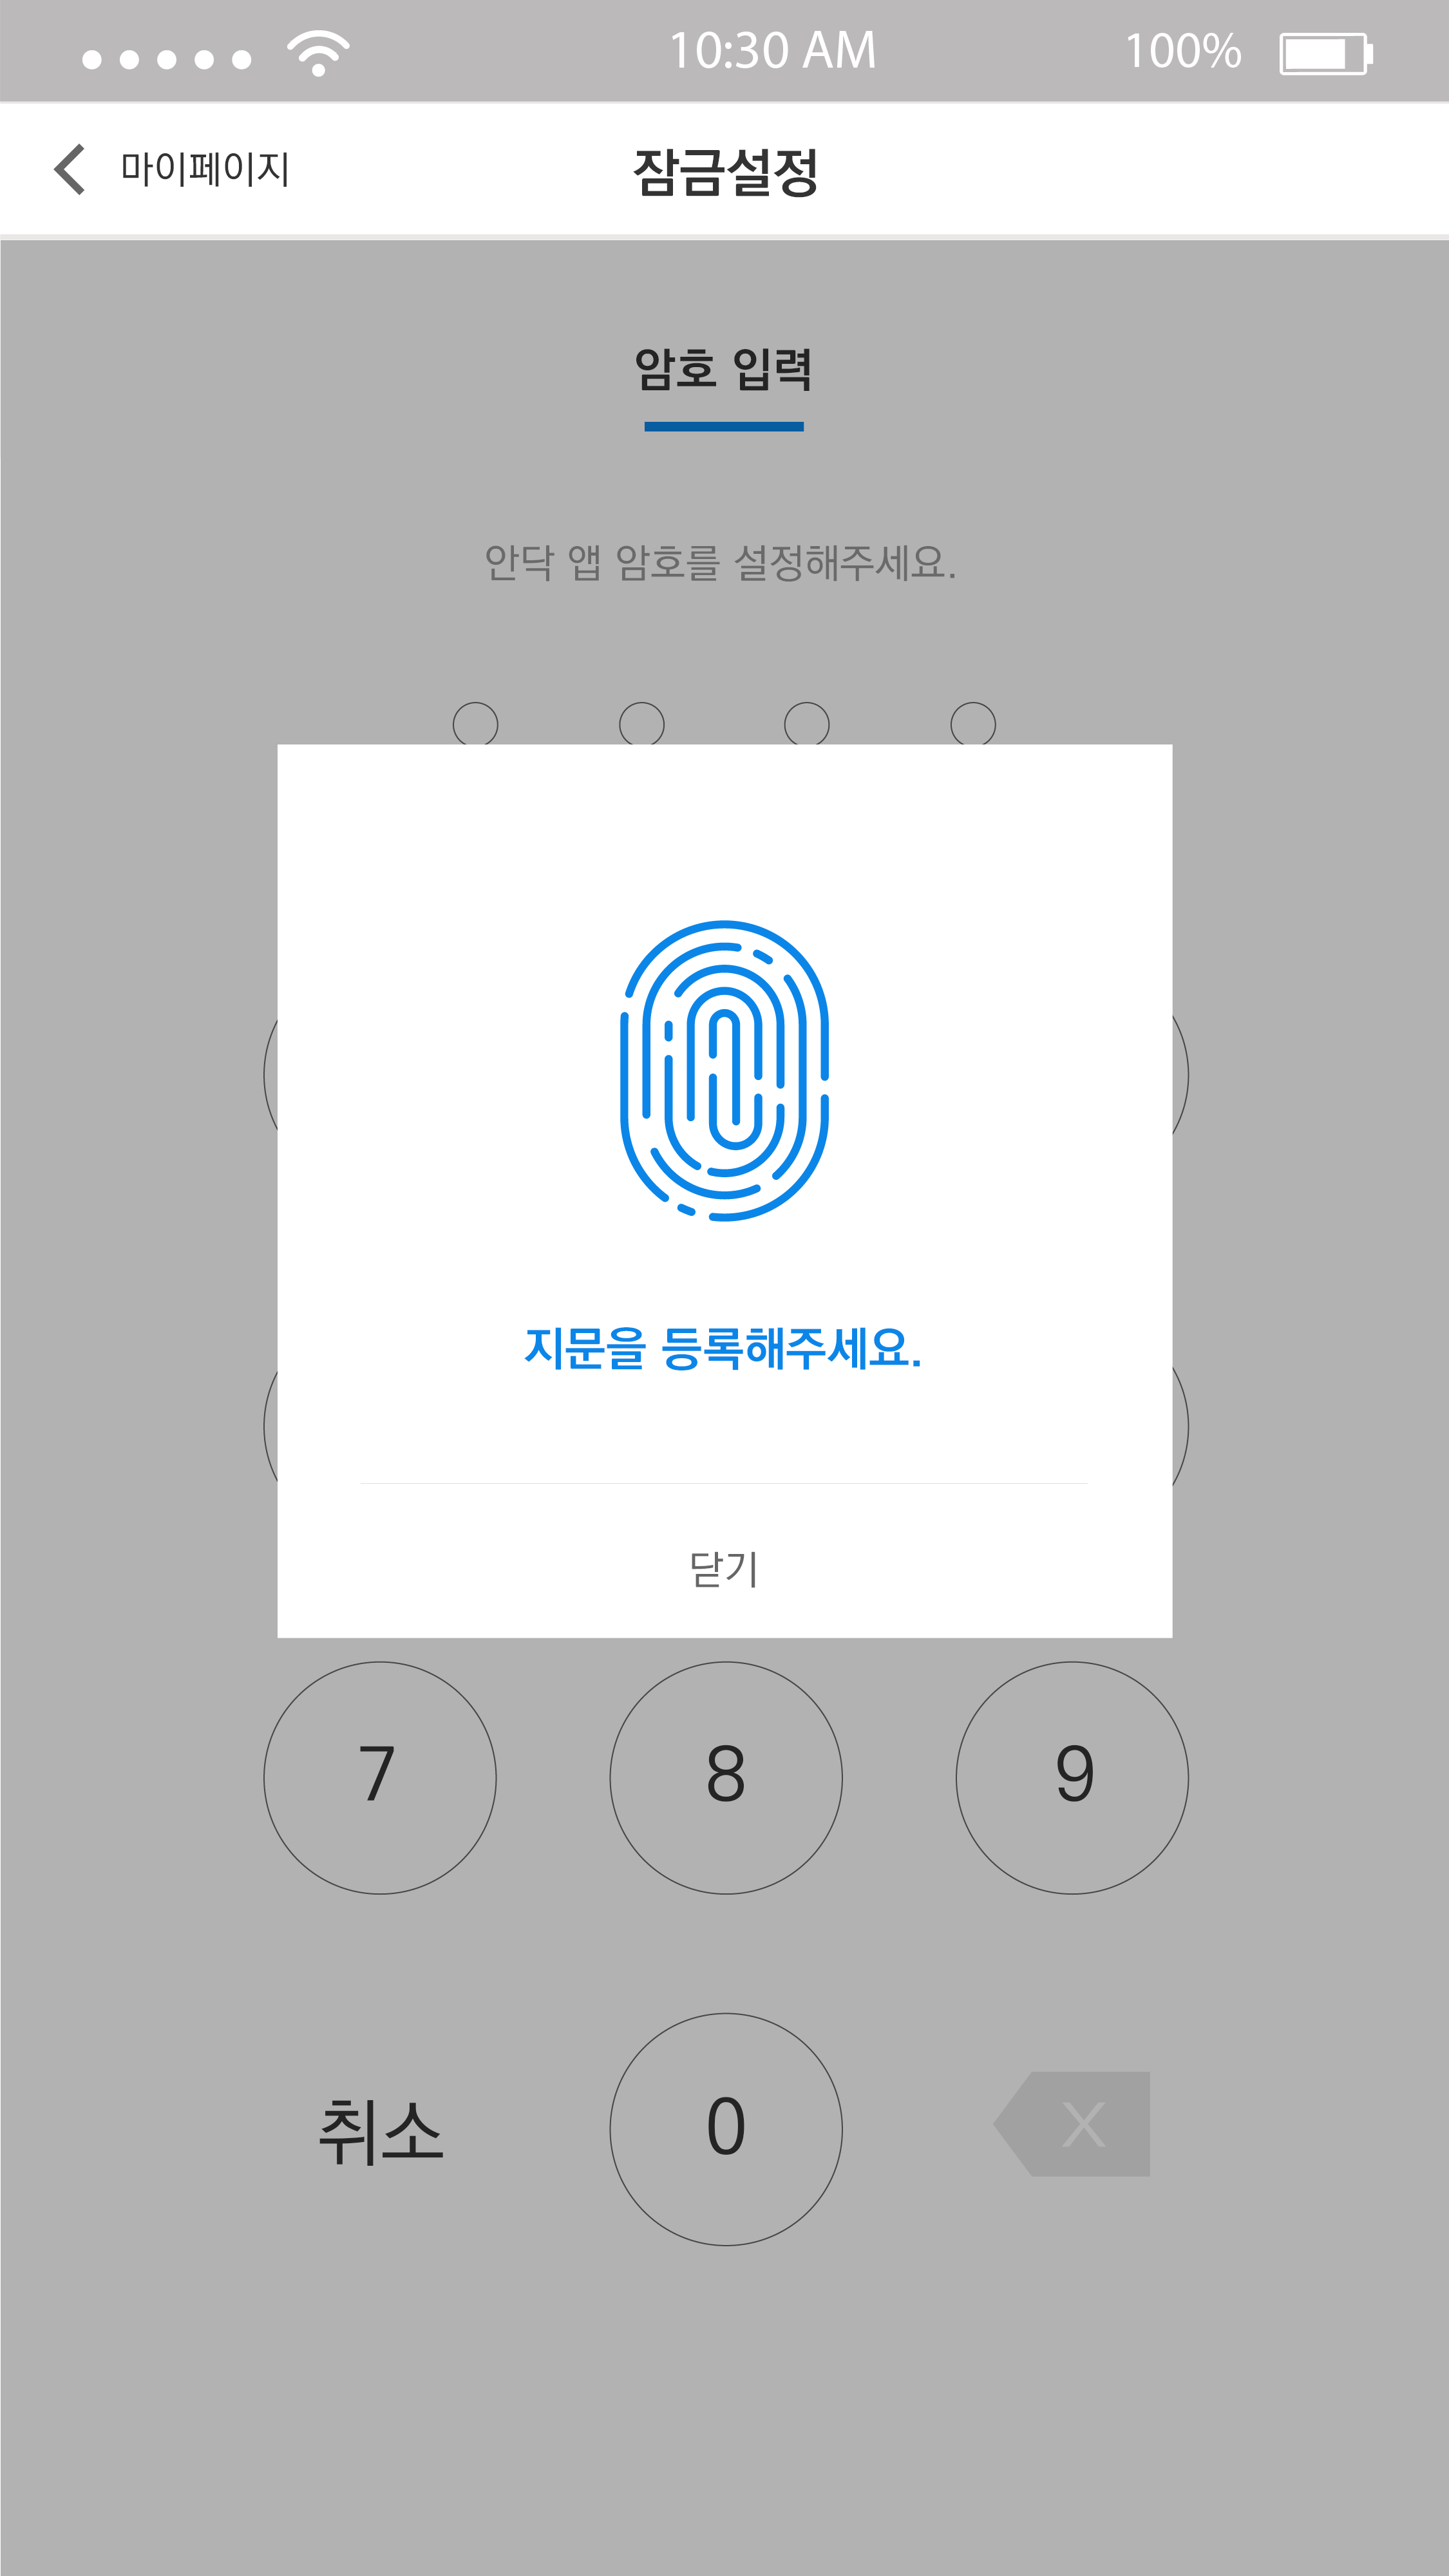 10:30 AM 100%
마이페이지 잠금설정
암호 입력
안닥 앱 암호를 설정해주세요.
지문을 등록해주세요.
닫기
7 8 9
취소 0 X